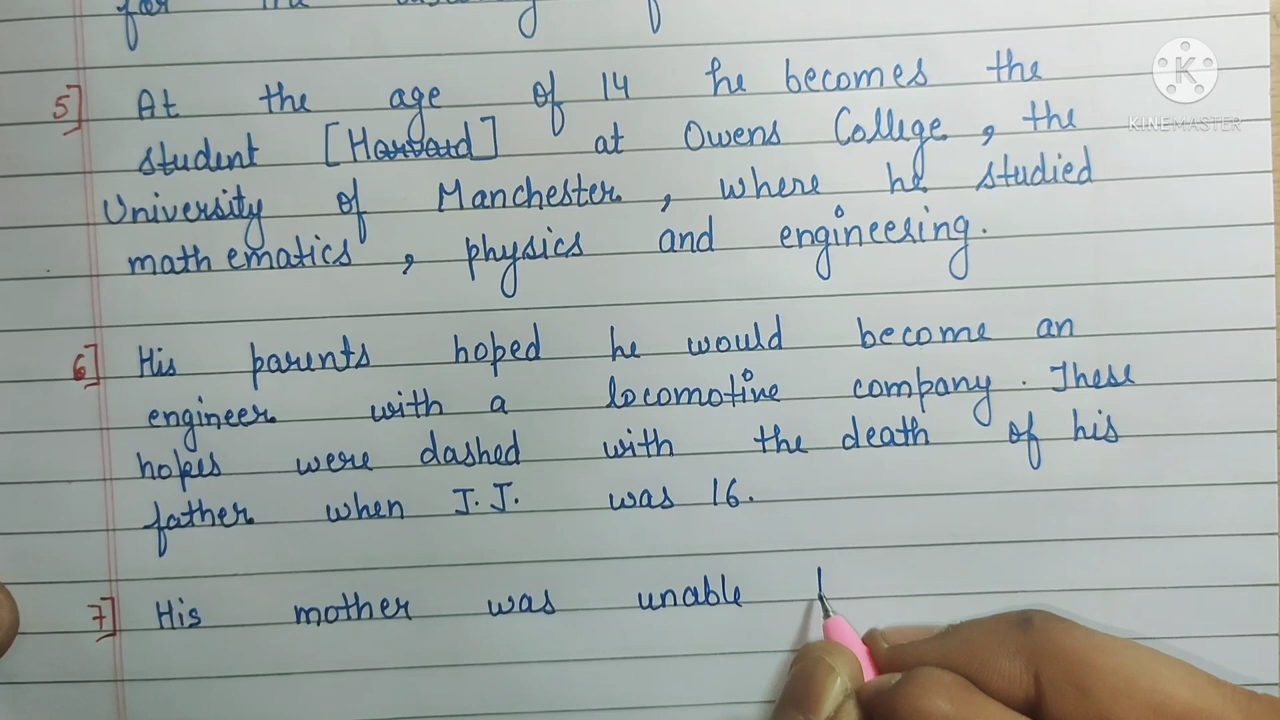 for the
5] At the age of 14 he becomes the
student [Harvard] at Owens College, the
University of Manchester, where he studied
mathematics, physics and engineering.
6] His parents hoped he would become an
engineer with a locomotive company. These
hopes were dashed with the death of his
father when J.J. was 16.
7] His mother was unable
KINEMASTER